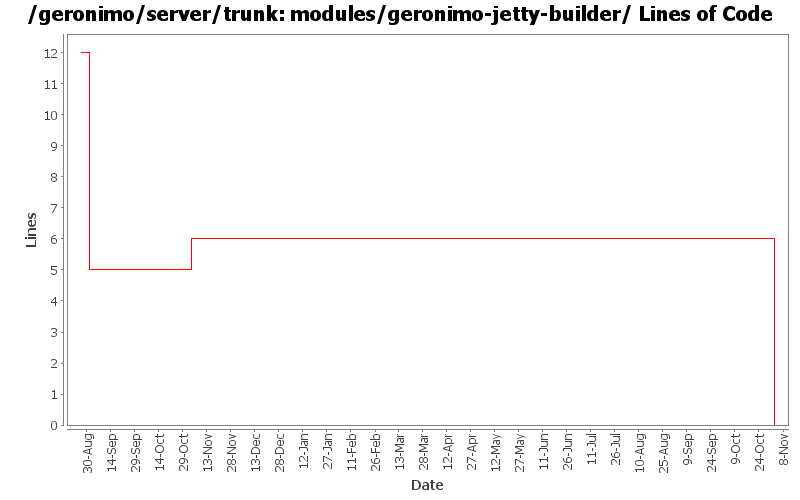 /geronimo/server/trunk: modules/geronimo-jetty-builder/ Lines of Code
12
11
10
9
8
7
6
5
4
3
2
1
0
Lines
30-Aug
14-Sep
29-Sep
14-Oct
29-Oct
13-Nov
28-Nov
13-Dec
28-Dec
12-Jan
27-Jan
11-Feb
26-Feb
13-Mar
28-Mar
12-Apr
27-Apr
12-May
27-May
11-Jun
26-Jun
11-Jul
26-Jul
10-Aug
25-Aug
9-Sep
24-Sep
9-Oct
24-Oct
8-Nov
Date